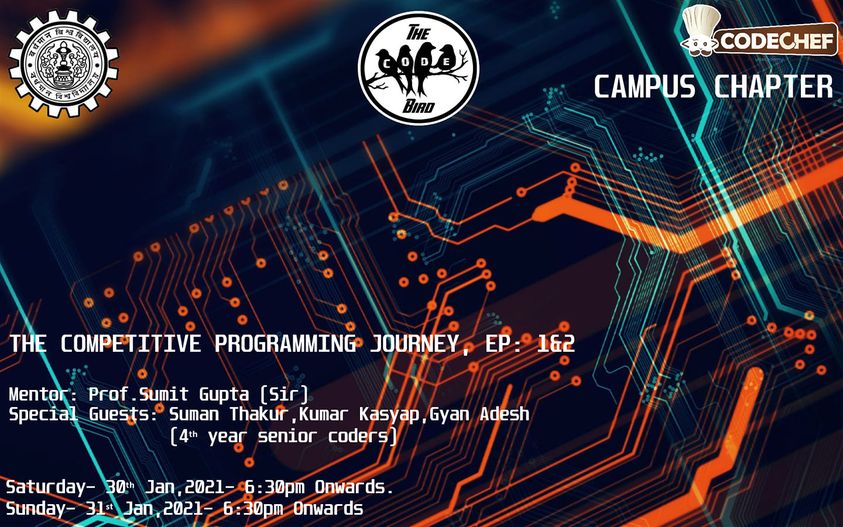 THE
CODE
BIRD
CODECHEF
CAMPUS CHAPTER
THE COMPETITIVE PROGRAMMING JOURNEY, EP: 1&2
Mentor: Prof.Sumit Gupta (Sir)
Special Guests: Suman Thakur,Kumar Kasyap,Gyan Adesh
(4th year senior coders)
Saturday- 30th Jan,2021- 6:30pm Onwards.
Sunday- 31st Jan,2021- 6:30pm Onwards